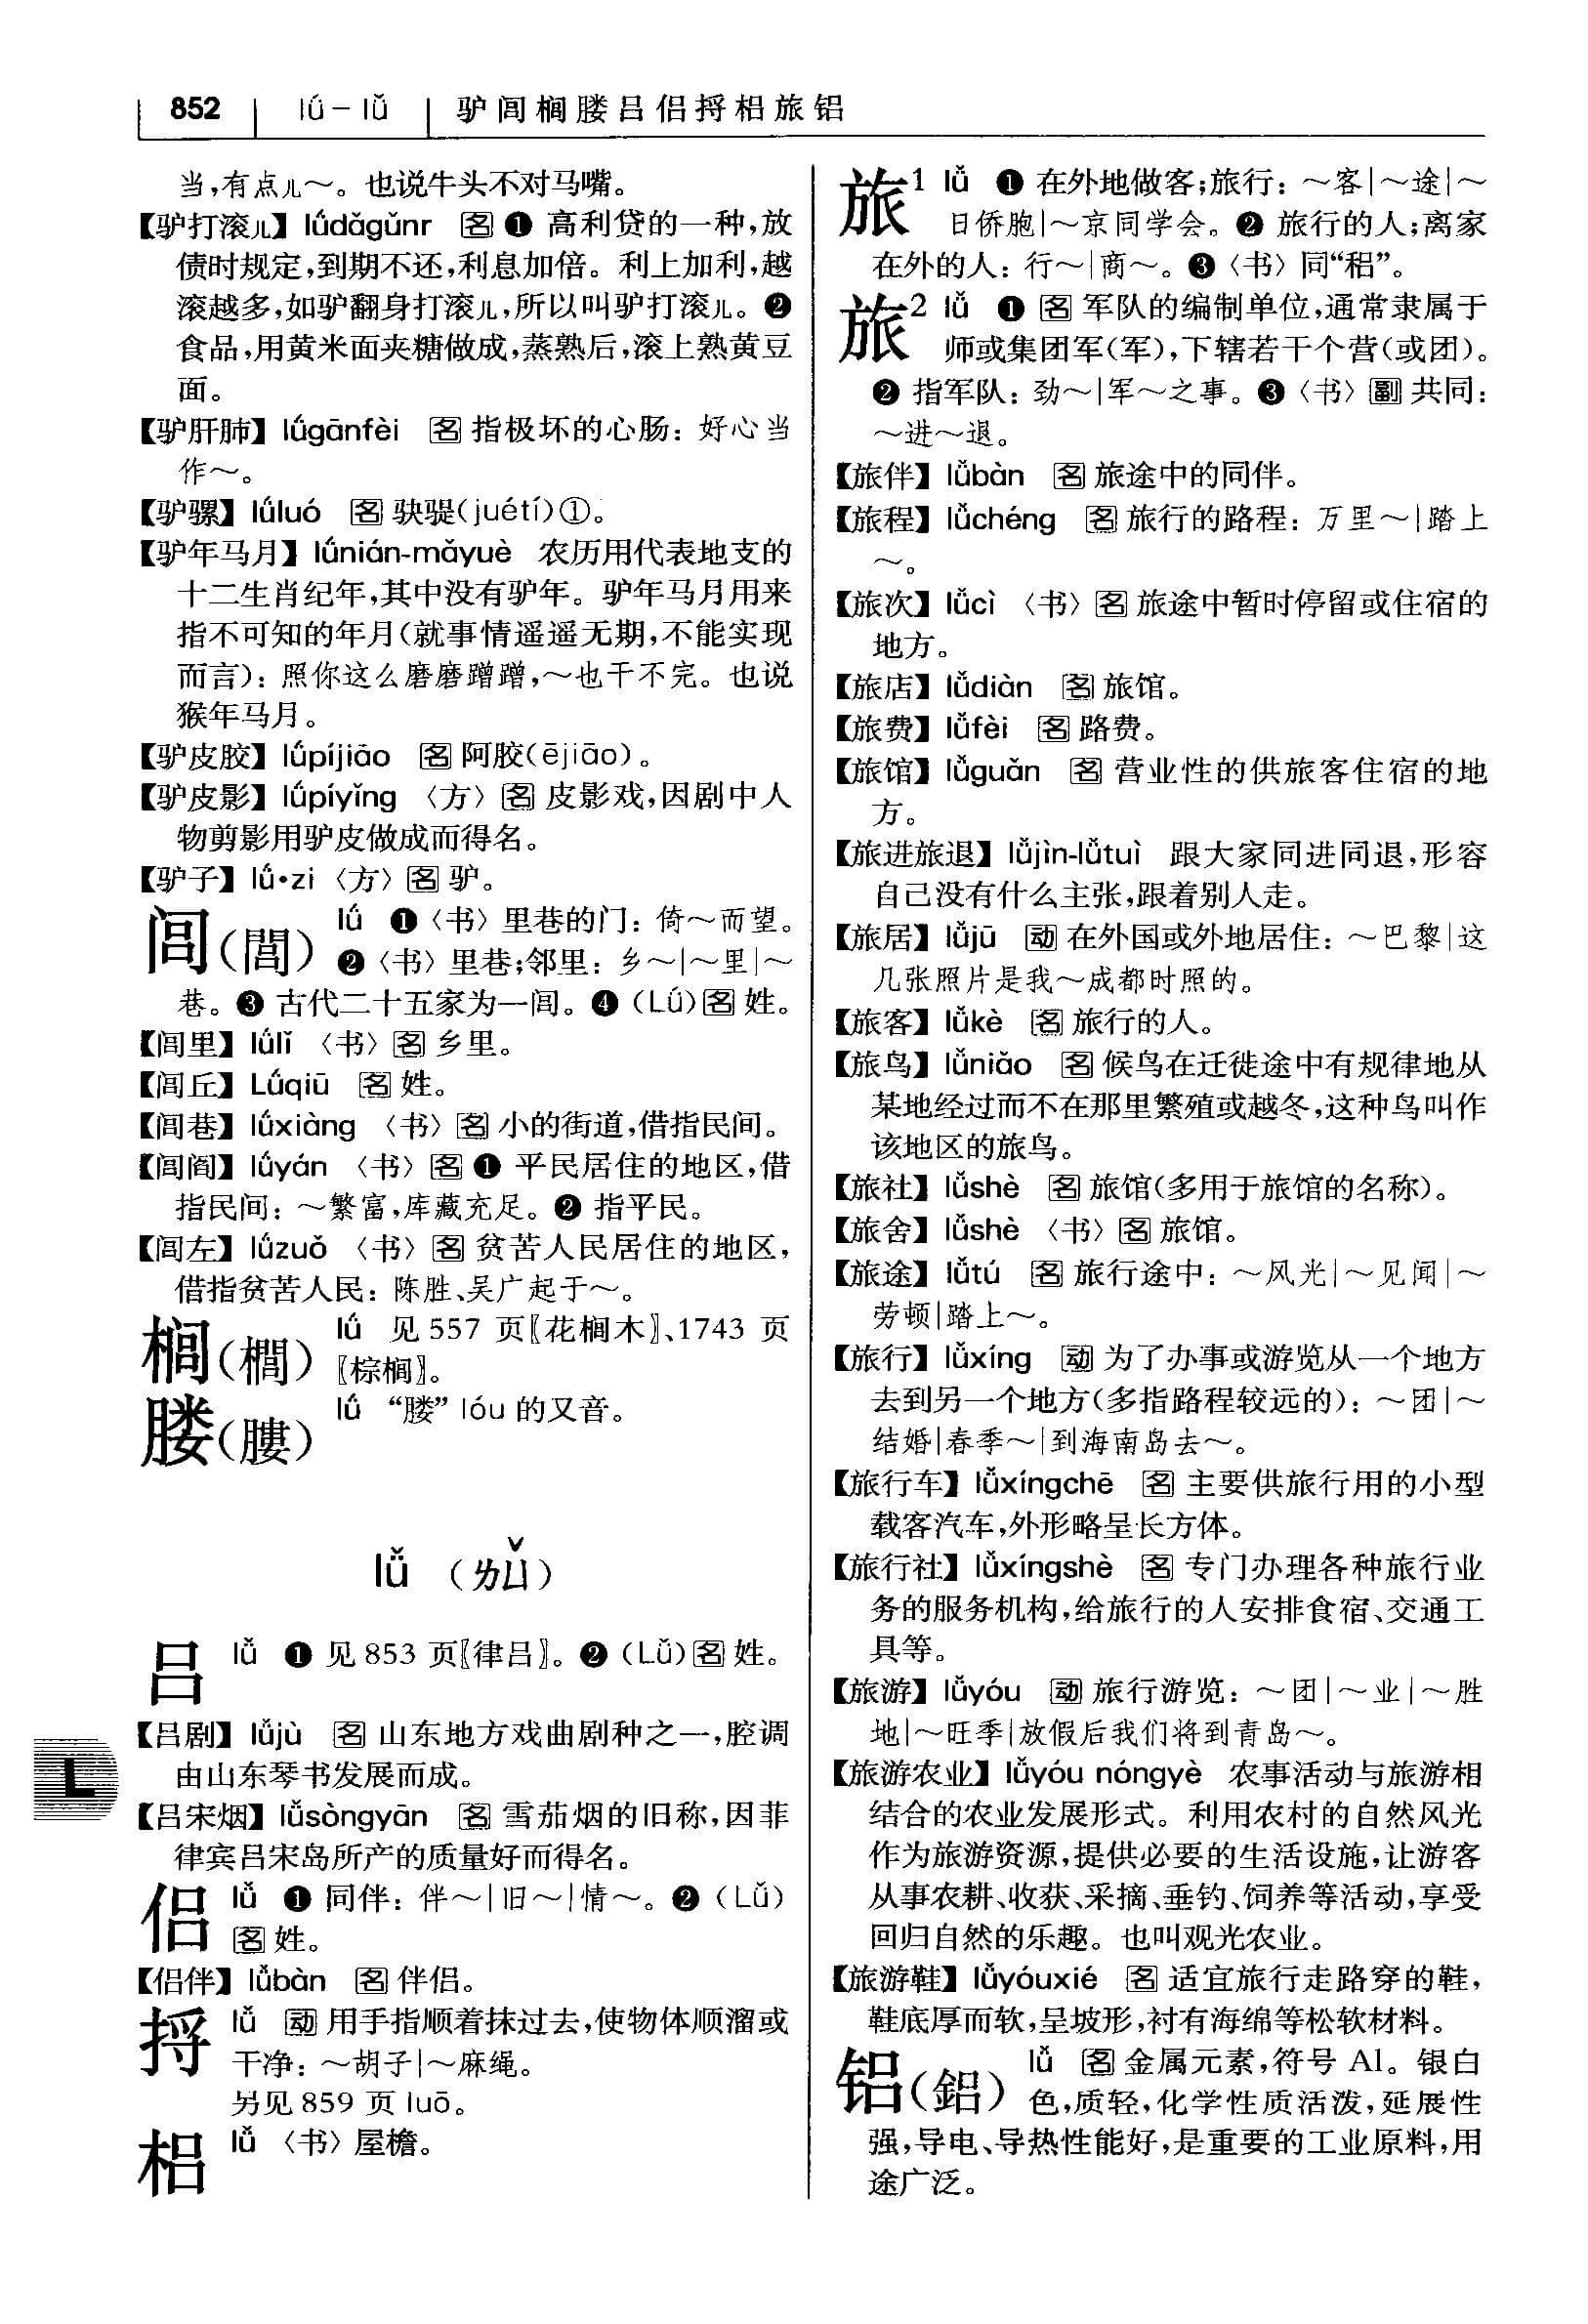 852 lǘ－lǚ 驴闾榈膢吕侣捋梠旅铝
当,有点儿～。也说牛头不对马嘴。
【驴打滚儿】lǘdǎgǔnr 名 ❶ 高利贷的一种,放
债时规定,到期不还,利息加倍。利上加利,越
滚越多,如驴翻身打滚儿,所以叫驴打滚儿。❷
食品,用黄米面夹糖做成,蒸熟后,滚上熟黄豆
面。
【驴肝肺】lǘgānfèi 名 指极坏的心肠: 好心当
作～。
【驴骡】lǘluó 名 駃騠(juétí)①。
【驴年马月】lǘnián-mǎyuè 农历用代表地支的
十二生肖纪年,其中没有驴年。驴年马月用来
指不可知的年月(就事情遥遥无期,不能实现
而言): 照你这么磨磨蹭蹭,～也干不完。也说
猴年马月。
【驴皮胶】lǘpíjiāo 名 阿胶(ējiāo)。
【驴皮影】lǘpíyǐng 〈方〉名 皮影戏,因剧中人
物剪影用驴皮做成而得名。
【驴子】lǘ•zi 〈方〉名 驴。
闾(閭) lǘ ❶〈书〉里巷的门: 倚～而望。
❷〈书〉里巷;邻里: 乡～|～里|～
巷。❸ 古代二十五家为一闾。❹ (Lǘ)名 姓。
【闾里】lǘlǐ 〈书〉名 乡里。
【闾丘】Lǘqiū 名 姓。
【闾巷】lǘxiàng 〈书〉名 小的街道,借指民间。
【闾阎】lǘyán 〈书〉名 ❶ 平民居住的地区,借
指民间: ～繁富,库藏充足。❷ 指平民。
【闾左】lǘzuǒ 〈书〉名 贫苦人民居住的地区,
借指贫苦人民: 陈胜、吴广起于～。
榈(櫚) lǘ 见 557 页〖花榈木〗、1743 页
〖棕榈〗。
膢(膢) lǘ “膢” lóu 的又音。
lǚ (ㄌㄩˇ)
吕 lǚ ❶ 见 853 页〖律吕〗。❷ (Lǚ)名 姓。
【吕剧】lǚjù 名 山东地方戏曲剧种之一,腔调
由山东琴书发展而成。
L
【吕宋烟】lǚsòngyān 名 雪茄烟的旧称,因菲
律宾吕宋岛所产的质量好而得名。
侣 lǚ ❶ 同伴: 伴～|旧～|情～。❷ (Lǚ)
名 姓。
【侣伴】lǚbàn 名 伴侣。
捋 lǚ 动 用手指顺着抹过去,使物体顺溜或
干净: ～胡子|～麻绳。
另见 859 页 luō。
梠 lǚ 〈书〉屋檐。
旅1 lǚ ❶ 在外地做客;旅行: ～客|～途|～
日侨胞|～京同学会。❷ 旅行的人;离家
在外的人: 行～|商～。❸〈书〉同“稆”。
旅2 lǚ ❶ 名 军队的编制单位,通常隶属于
师或集团军(军),下辖若干个营(或团)。
❷ 指军队: 劲～|军～之事。❸〈书〉副 共同:
～进～退。
【旅伴】lǚbàn 名 旅途中的同伴。
【旅程】lǚchéng 名 旅行的路程: 万里～|踏上
～。
【旅次】lǚcì 〈书〉名 旅途中暂时停留或住宿的
地方。
【旅店】lǚdiàn 名 旅馆。
【旅费】lǚfèi 名 路费。
【旅馆】lǚguǎn 名 营业性的供旅客住宿的地
方。
【旅进旅退】lǚjìn-lǚtuì 跟大家同进同退,形容
自己没有什么主张,跟着别人走。
【旅居】lǚjū 动 在外国或外地居住: ～巴黎|这
几张照片是我～成都时照的。
【旅客】lǚkè 名 旅行的人。
【旅鸟】lǚniǎo 名 候鸟在迁徙途中有规律地从
某地经过而不在那里繁殖或越冬,这种鸟叫作
该地区的旅鸟。
【旅社】lǚshè 名 旅馆(多用于旅馆的名称)。
【旅舍】lǚshè 〈书〉名 旅馆。
【旅途】lǚtú 名 旅行途中: ～风光|～见闻|～
劳顿|踏上～。
【旅行】lǚxíng 动 为了办事或游览从一个地方
去到另一个地方(多指路程较远的): ～团|～
结婚|春季～|到海南岛去～。
【旅行车】lǚxíngchē 名 主要供旅行用的小型
载客汽车,外形略呈长方体。
【旅行社】lǚxíngshè 名 专门办理各种旅行业
务的服务机构,给旅行的人安排食宿、交通工
具等。
【旅游】lǚyóu 动 旅行游览: ～团|～业|～胜
地|～旺季|放假后我们将到青岛～。
【旅游农业】lǚyóu nóngyè 农事活动与旅游相
结合的农业发展形式。利用农村的自然风光
作为旅游资源,提供必要的生活设施,让游客
从事农耕、收获、采摘、垂钓、饲养等活动,享受
回归自然的乐趣。也叫观光农业。
【旅游鞋】lǚyóuxié 名 适宜旅行走路穿的鞋,
鞋底厚而软,呈坡形,衬有海绵等松软材料。
铝(鋁) lǚ 名 金属元素,符号 Al。银白
色,质轻,化学性质活泼,延展性
强,导电、导热性能好,是重要的工业原料,用
途广泛。